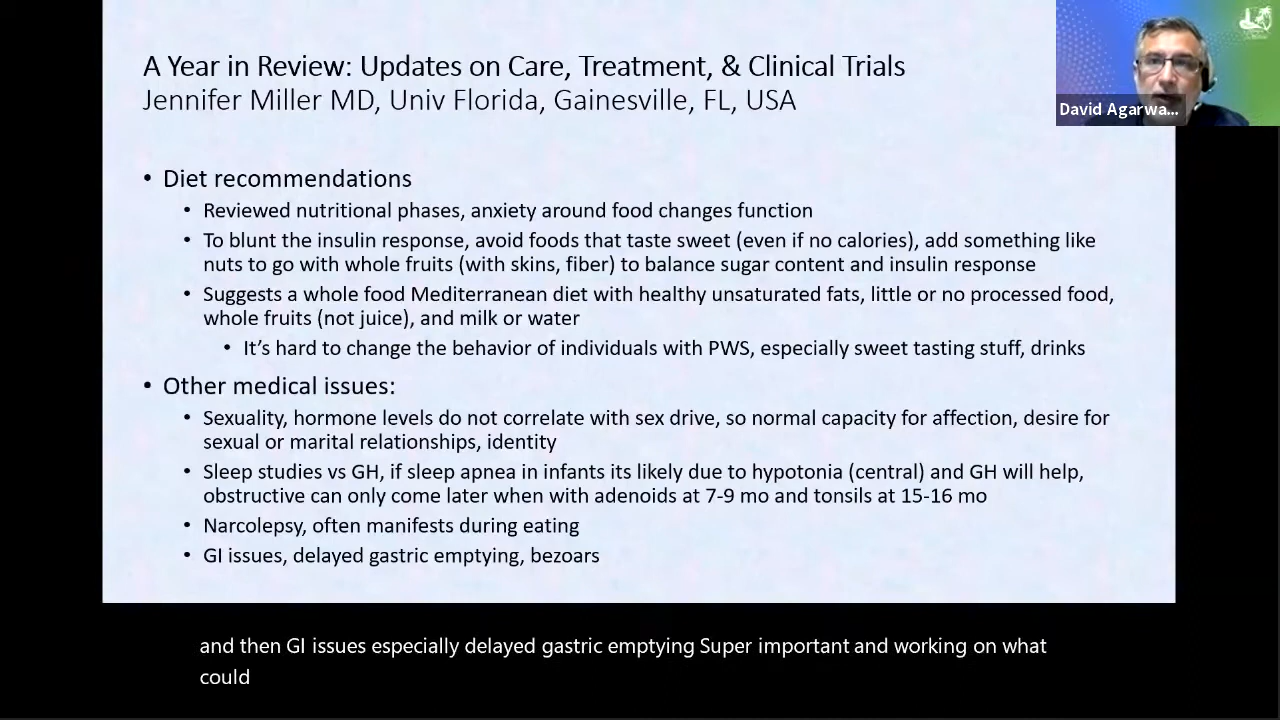 A Year in Review: Updates on Care, Treatment, & Clinical Trials
Jennifer Miller MD, Univ Florida, Gainesville, FL, USA
David Agarwa...
• Diet recommendations
• Reviewed nutritional phases, anxiety around food changes function
• To blunt the insulin response, avoid foods that taste sweet (even if no calories), add something like
nuts to go with whole fruits (with skins, fiber) to balance sugar content and insulin response
• Suggests a whole food Mediterranean diet with healthy unsaturated fats, little or no processed food,
whole fruits (not juice), and milk or water
• It's hard to change the behavior of individuals with PWS, especially sweet tasting stuff, drinks
• Other medical issues:
• Sexuality, hormone levels do not correlate with sex drive, so normal capacity for affection, desire for
sexual or marital relationships, identity
• Sleep studies vs GH, if sleep apnea in infants its likely due to hypotonia (central) and GH will help,
obstructive can only come later when with adenoids at 7-9 mo and tonsils at 15-16 mo
• Narcolepsy, often manifests during eating
• GI issues, delayed gastric emptying, bezoars
and then GI issues especially delayed gastric emptying Super important and working on what
could